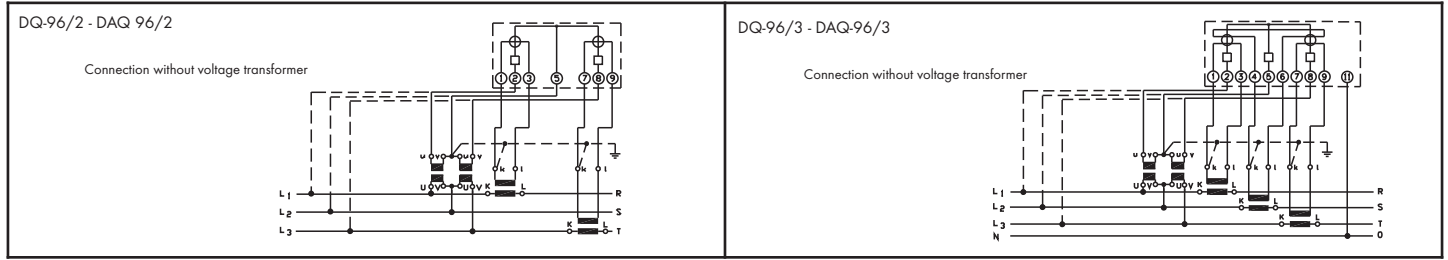 DQ-96/2 - DAQ 96/2
Connection without voltage transformer
1 2 3 5 7 8 9
u v u v
k l k l
U V U V K L
L1 R
L2 S
K L
L3 T
DQ-96/3 - DAQ-96/3
Connection without voltage transformer
1 2 3 4 5 6 7 8 9 11
u v u v
k l k l k l
U V U V K L
L1 R
K L
L2 S
K L
L3 T
N O